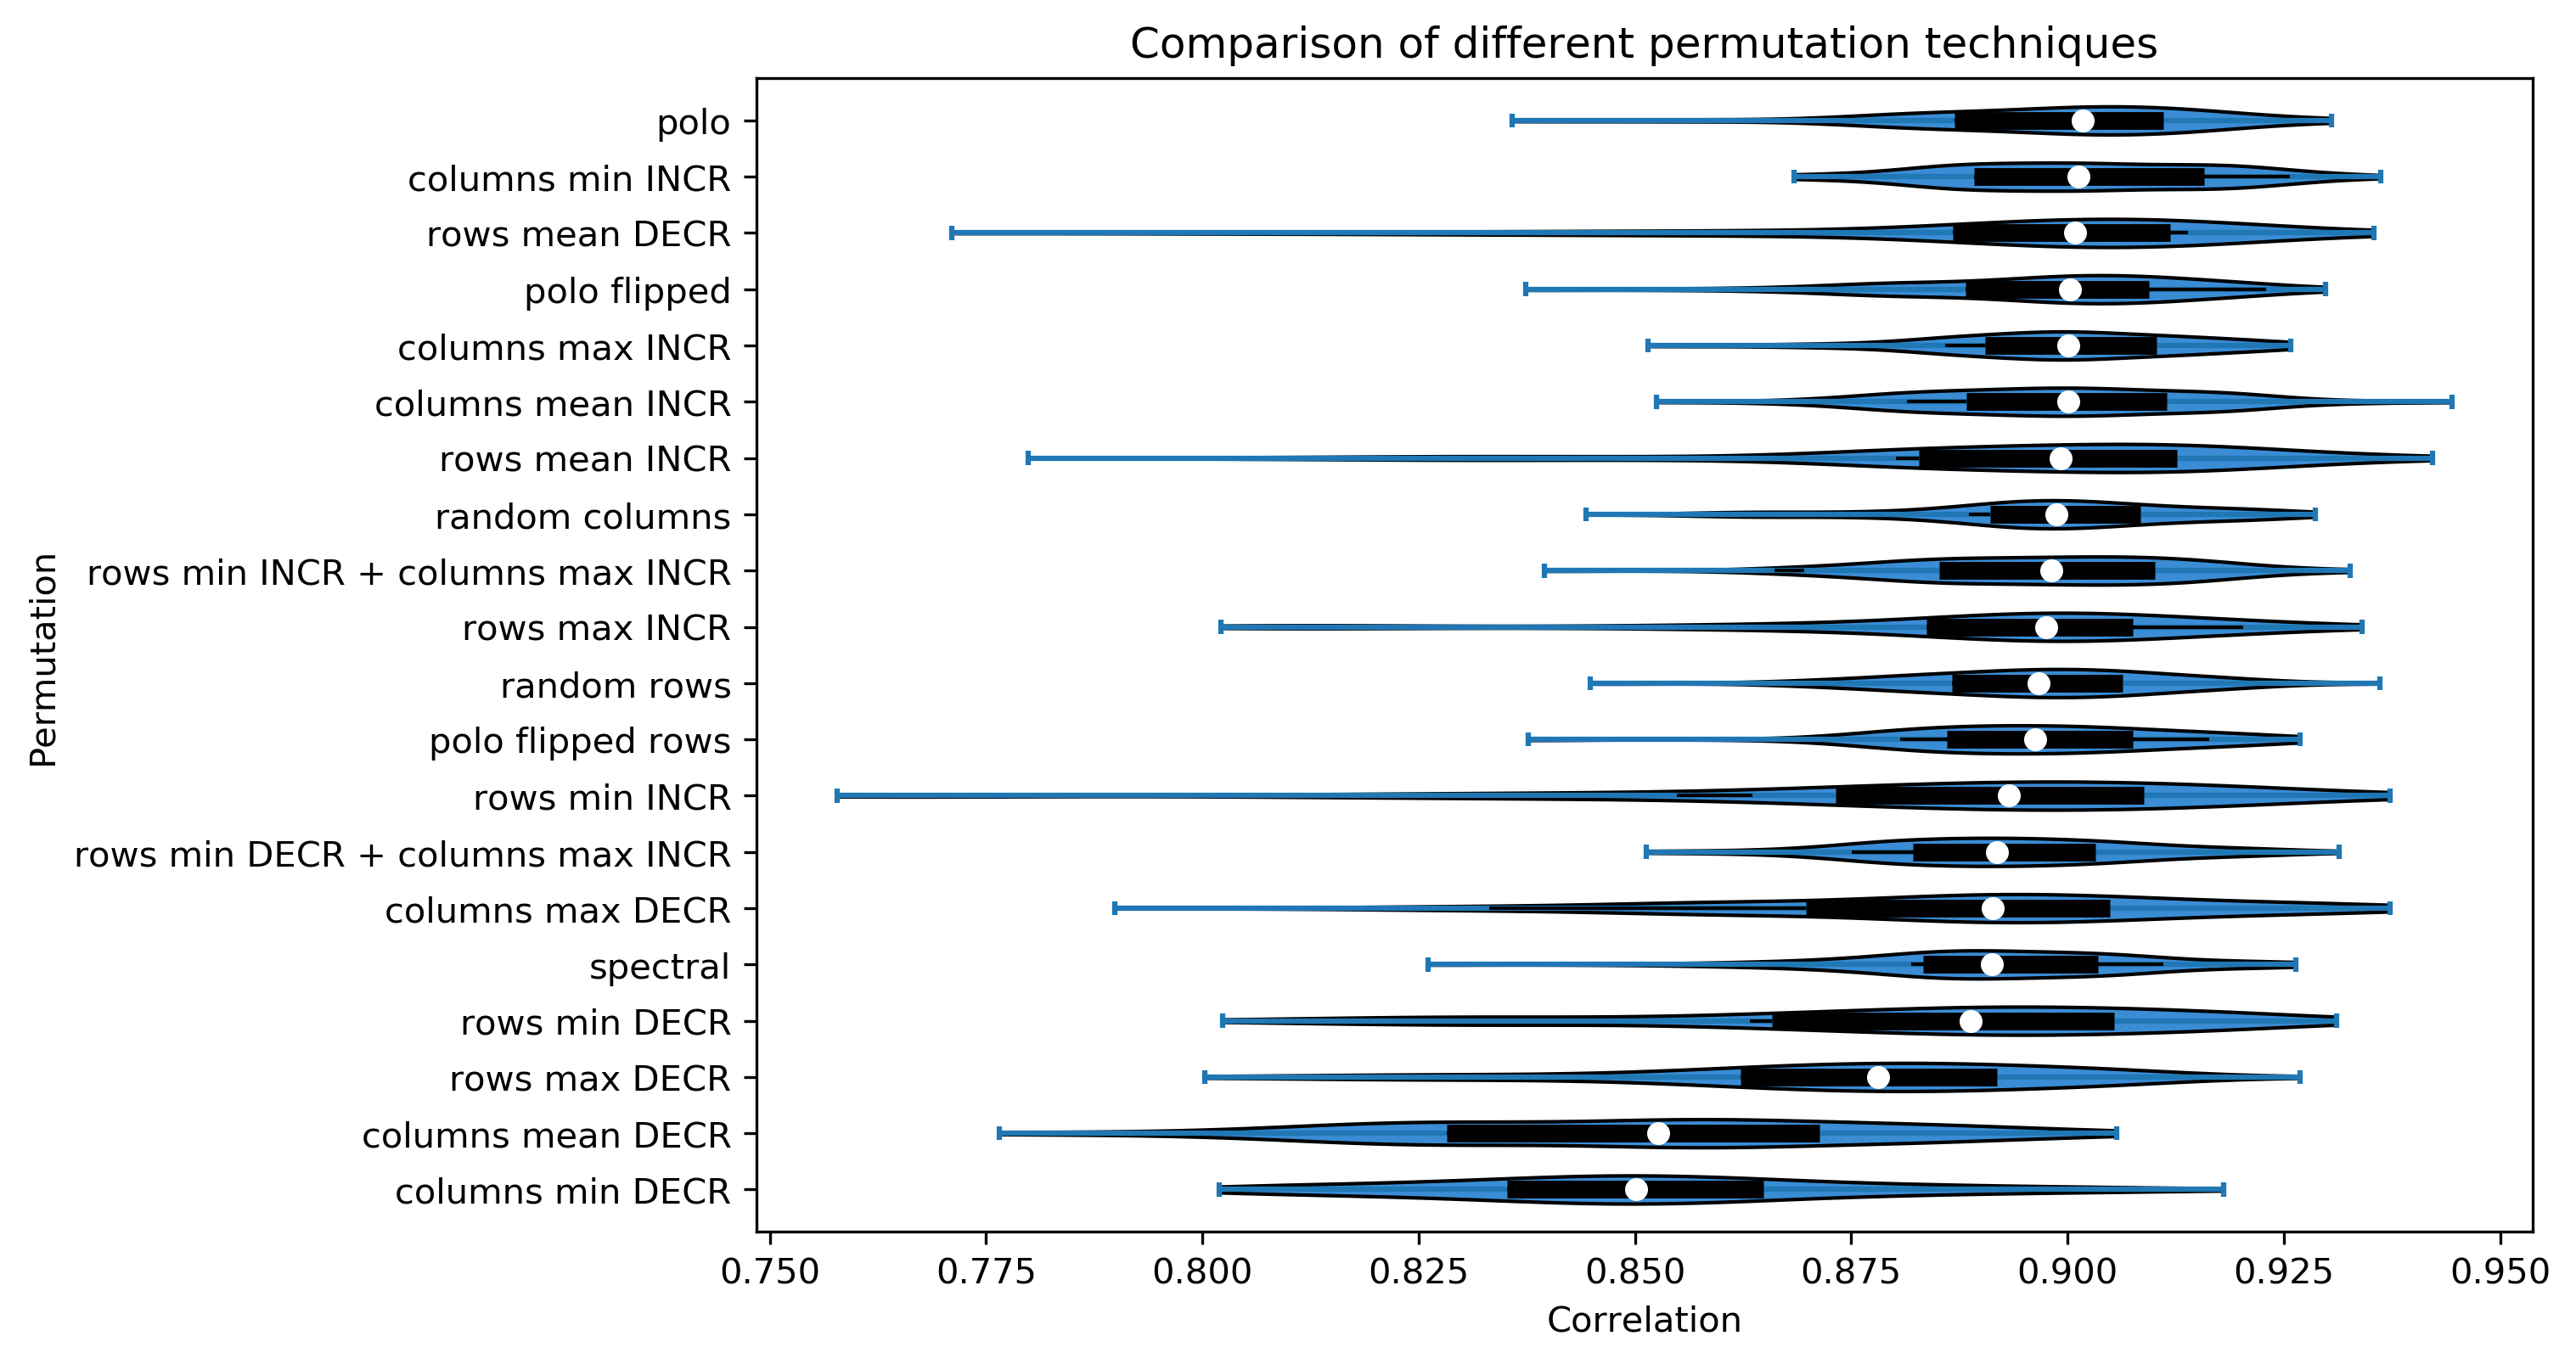 Comparison of different permutation techniques
Permutation
polo
columns min INCR
rows mean DECR
polo flipped
columns max INCR
columns mean INCR
rows mean INCR
random columns
rows min INCR + columns max INCR
rows max INCR
random rows
polo flipped rows
rows min INCR
rows min DECR + columns max INCR
columns max DECR
spectral
rows min DECR
rows max DECR
columns mean DECR
columns min DECR
0.750 0.775 0.800 0.825 0.850 0.875 0.900 0.925 0.950
Correlation